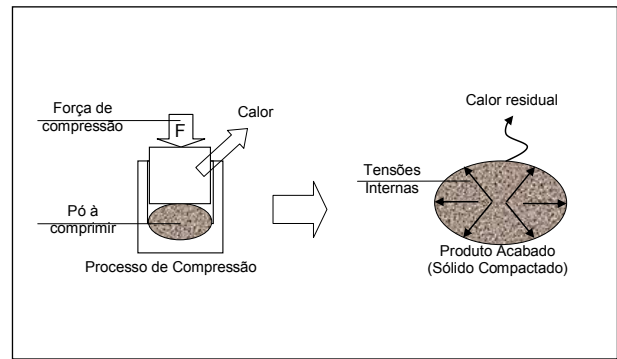 Força de
compressão
F
Calor
Pó à
comprimir
Processo de Compressão
Calor residual
Tensões
Internas
Produto Acabado
(Sólido Compactado)